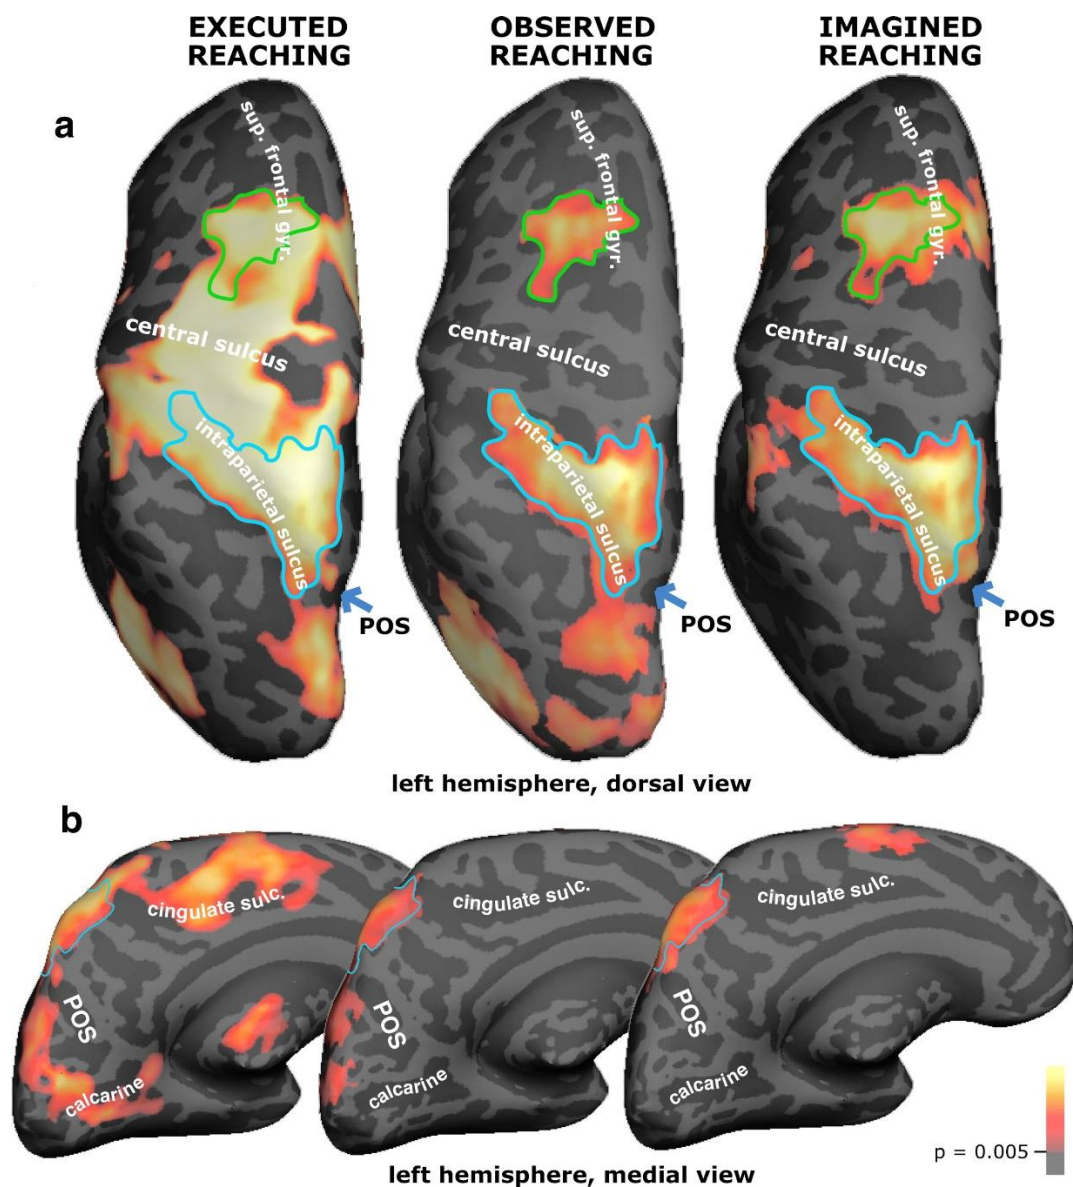 EXECUTED
REACHING
OBSERVED
REACHING
IMAGINED
REACHING
a
sup. frontal gyr.
sup. frontal gyr.
sup. frontal gyr.
central sulcus
central sulcus
central sulcus
intraparietal sulcus
intraparietal sulcus
intraparietal sulcus
POS
POS
POS
left hemisphere, dorsal view
b
cingulate sulc.
cingulate sulc.
cingulate sulc.
POS
POS
POS
calcarine
calcarine
calcarine
p = 0.005
left hemisphere, medial view